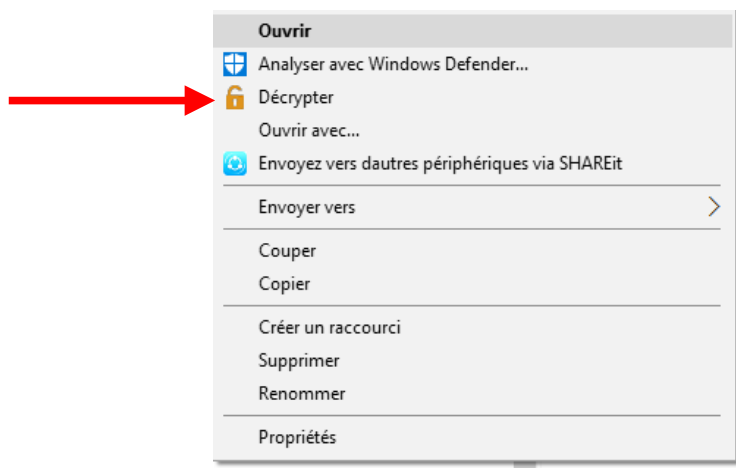 Ouvrir
Analyser avec Windows Defender...
Décrypter
Ouvrir avec...
Envoyez vers dautres périphériques via SHAREit
Envoyer vers
Couper
Copier
Créer un raccourci
Supprimer
Renommer
Propriétés